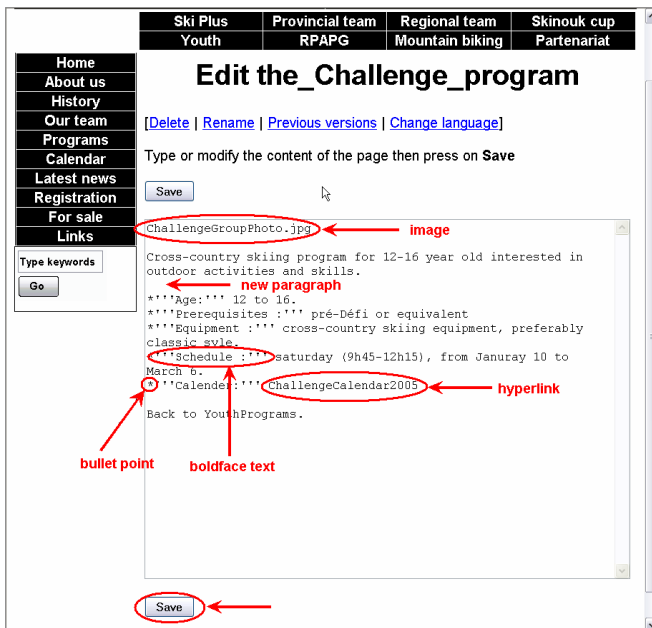 Ski Plus Provincial team Regional team Skinouk cup
Youth RPAPG Mountain biking Partenariat
Home
About us
History
Our team
Programs
Calendar
Latest news
Registration
For sale
Links
Type keywords
Go
Edit the_Challenge_program
[Delete | Rename | Previous versions | Change language]
Type or modify the content of the page then press on Save
Save
ChallengeGroupPhoto.jpg image
Cross-country skiing program for 12-16 year old interested in
outdoor activities and skills.
new paragraph
*'''Age:''' 12 to 16.
*'''Prerequisites :''' pré-Défi or equivalent
*'''Equipment :''' cross-country skiing equipment, preferably
classic syle.
*'''Schedule :''' saturday (9h45-12h15), from Januray 10 to
March 6.
*'''Calender:''' ChallengeCalendar2005 hyperlink
Back to YouthPrograms.
bullet point
boldface text
Save